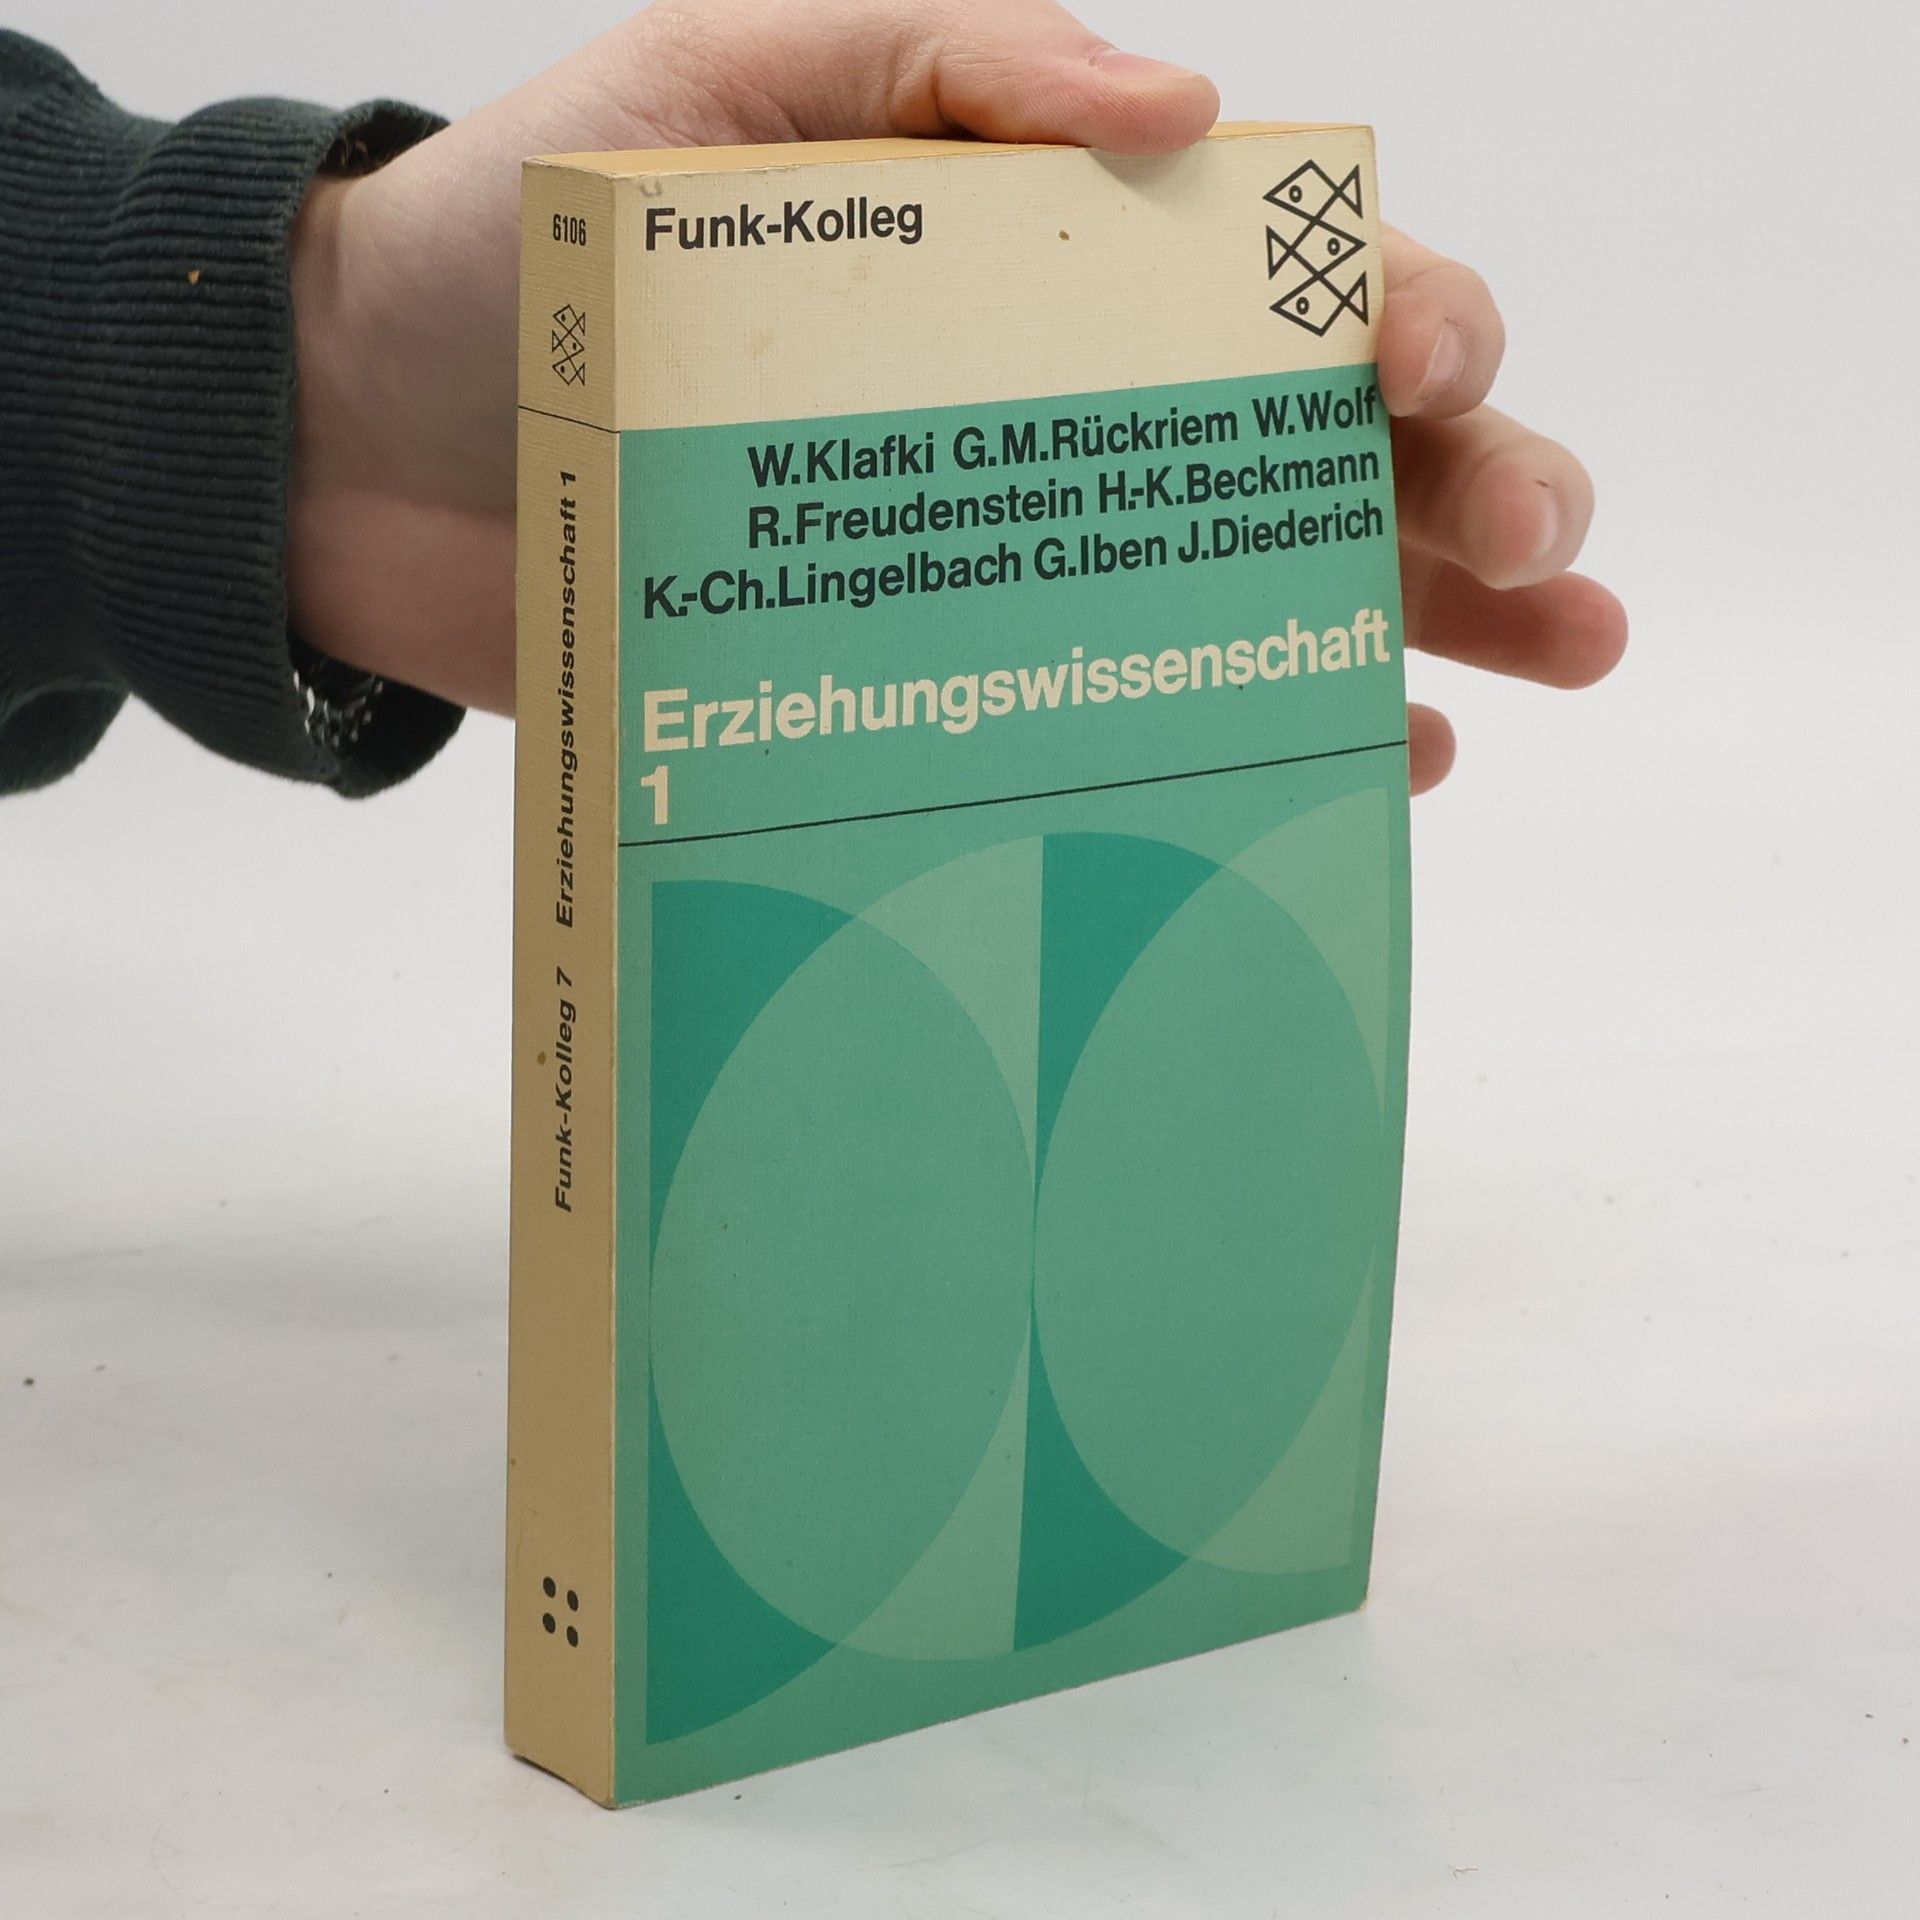 6106
Funk-Kolleg 7 Erziehungswissenschaft 1
Funk-Kolleg
W.Klafki G.M.Rückriem W.Wolf
R.Freudenstein H.-K.Beckmann
K.-Ch.Lingelbach G.Iben J.Diederich
Erziehungswissenschaft
1